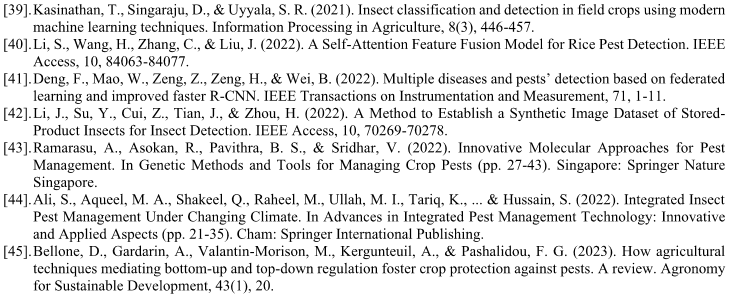 [39].Kasinathan, T., Singaraju, D., & Uyyala, S. R. (2021). Insect classification and detection in field crops using modern
machine learning techniques. Information Processing in Agriculture, 8(3), 446-457.
[40].Li, S., Wang, H., Zhang, C., & Liu, J. (2022). A Self-Attention Feature Fusion Model for Rice Pest Detection. IEEE
Access, 10, 84063-84077.
[41].Deng, F., Mao, W., Zeng, Z., Zeng, H., & Wei, B. (2022). Multiple diseases and pests' detection based on federated
learning and improved faster R-CNN. IEEE Transactions on Instrumentation and Measurement, 71, 1-11.
[42].Li, J., Su, Y., Cui, Z., Tian, J., & Zhou, H. (2022). A Method to Establish a Synthetic Image Dataset of Stored-
Product Insects for Insect Detection. IEEE Access, 10, 70269-70278.
[43].Ramarasu, A., Asokan, R., Pavithra, B. S., & Sridhar, V. (2022). Innovative Molecular Approaches for Pest
Management. In Genetic Methods and Tools for Managing Crop Pests (pp. 27-43). Singapore: Springer Nature
Singapore.
[44].Ali, S., Aqueel, M. A., Shakeel, Q., Raheel, M., Ullah, M. I., Tariq, K., ... & Hussain, S. (2022). Integrated Insect
Pest Management Under Changing Climate. In Advances in Integrated Pest Management Technology: Innovative
and Applied Aspects (pp. 21-35). Cham: Springer International Publishing.
[45].Bellone, D., Gardarin, A., Valantin-Morison, M., Kergunteuil, A., & Pashalidou, F. G. (2023). How agricultural
techniques mediating bottom-up and top-down regulation foster crop protection against pests. A review. Agronomy
for Sustainable Development, 43(1), 20.